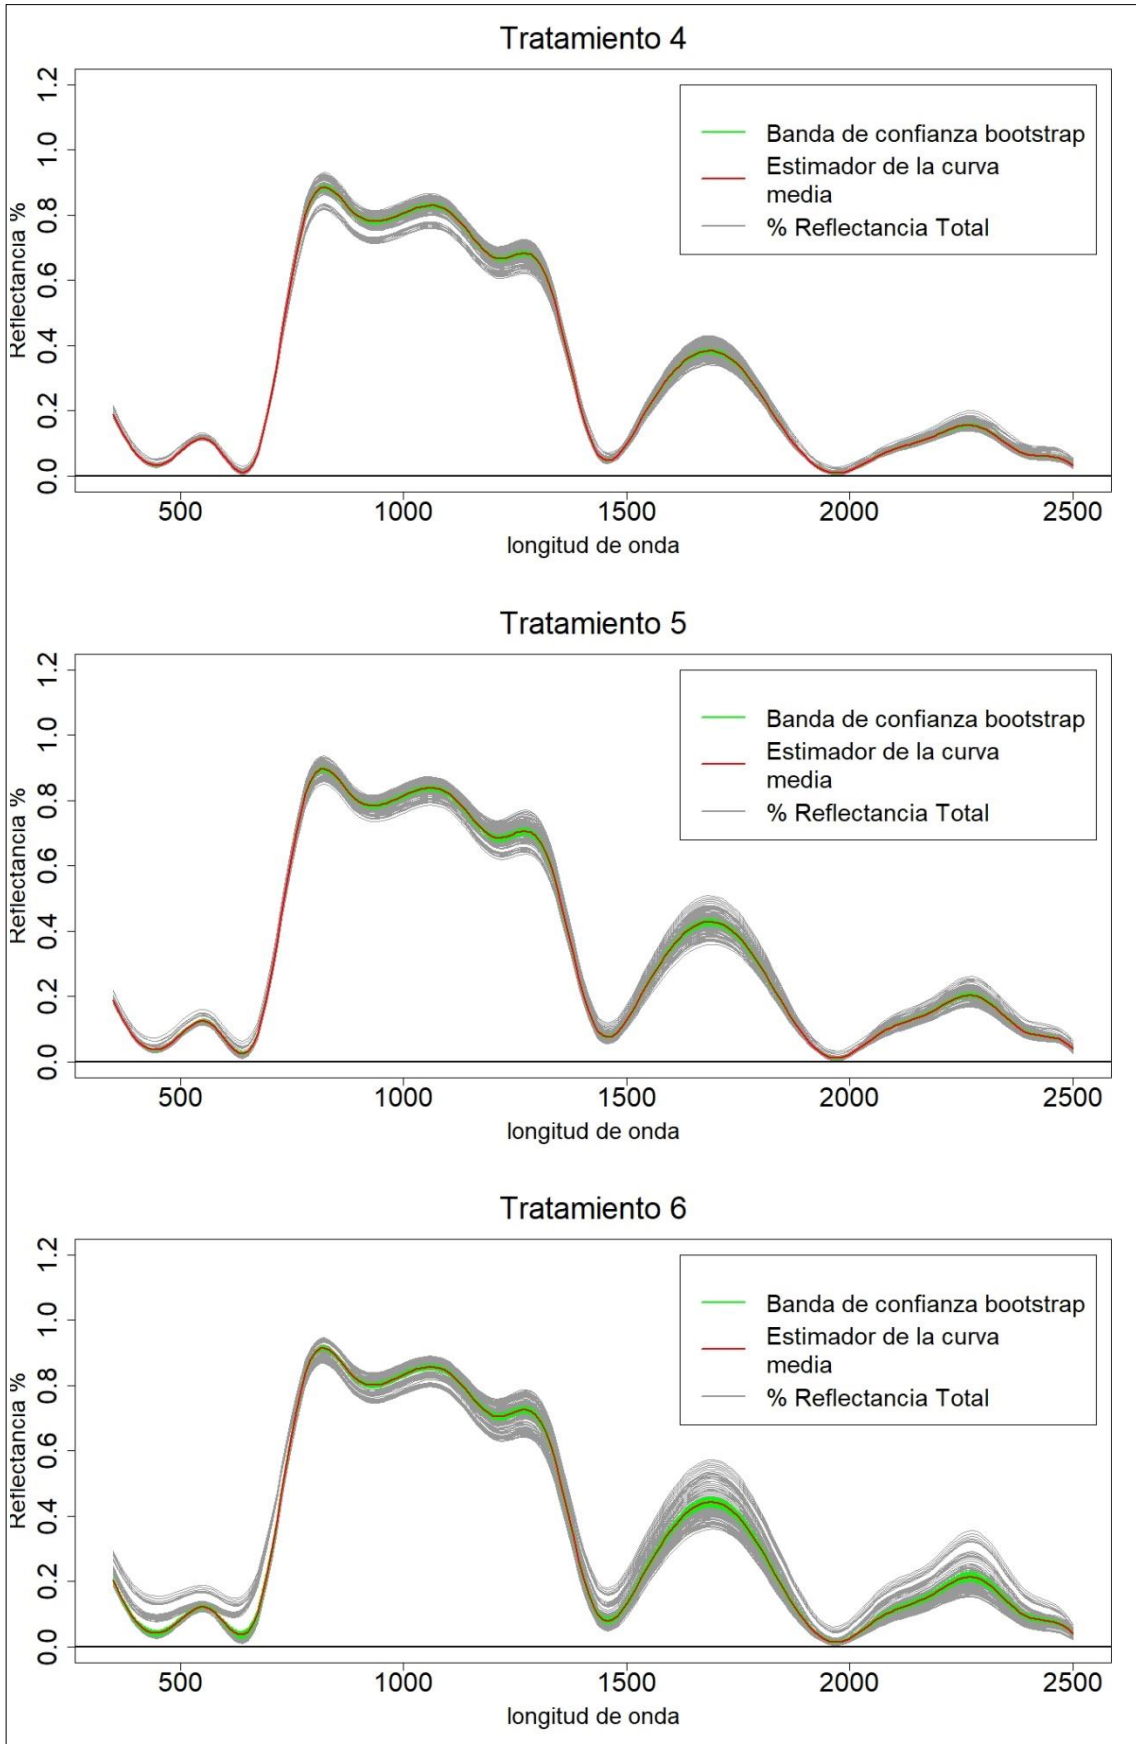 Tratamiento 4
Reflectancia %
1.2
1.0
0.8
0.6
0.4
0.2
0.0
Banda de confianza bootstrap
Estimador de la curva
media
% Reflectancia Total
500 1000 1500 2000 2500
longitud de onda
Tratamiento 5
Reflectancia %
1.2
1.0
0.8
0.6
0.4
0.2
0.0
Banda de confianza bootstrap
Estimador de la curva
media
% Reflectancia Total
500 1000 1500 2000 2500
longitud de onda
Tratamiento 6
Reflectancia %
1.2
1.0
0.8
0.6
0.4
0.2
0.0
Banda de confianza bootstrap
Estimador de la curva
media
% Reflectancia Total
500 1000 1500 2000 2500
longitud de onda